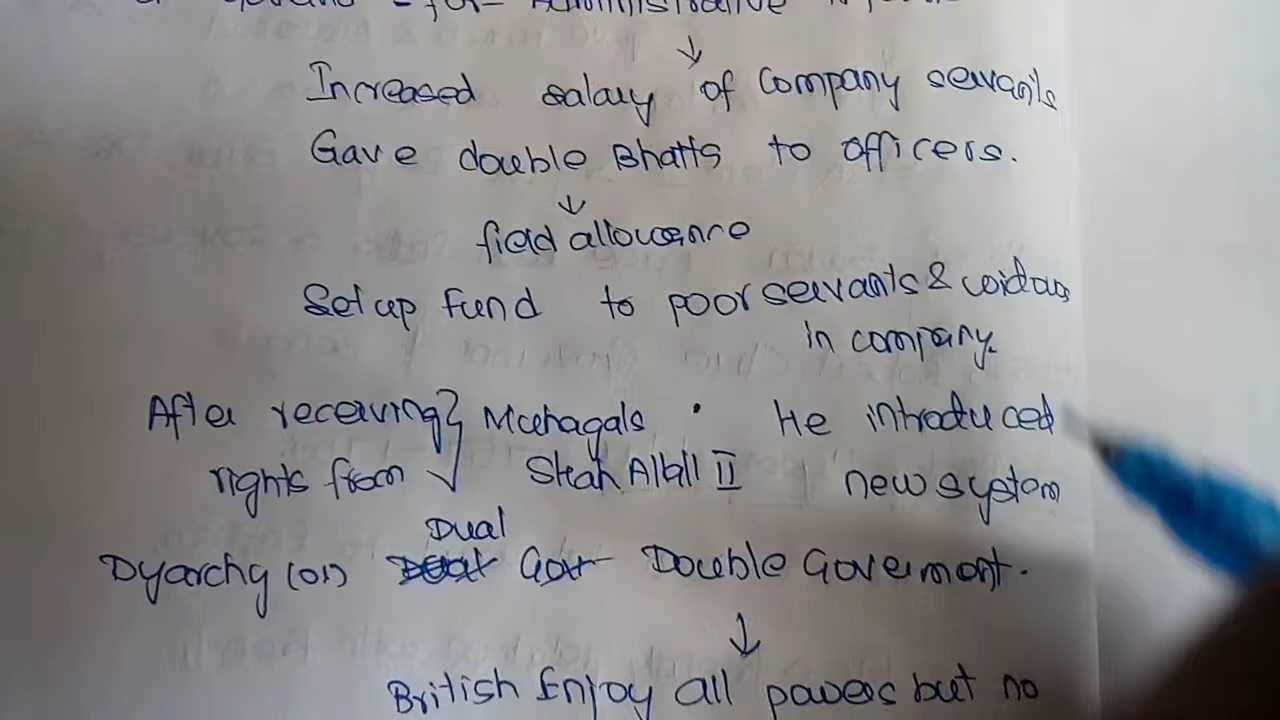 for Administrative
↓
Increased salary of Company servants
Gave double Bhatts to officers.
↓
field allowance
Set up Fund to poor servants & widows
in company.
After receiving Mughals • He introduced
rights from Shah Alam II new system
Dual
Dyarchy (or) Govt Double Goverment.
↓
British Enjoy all powers but no